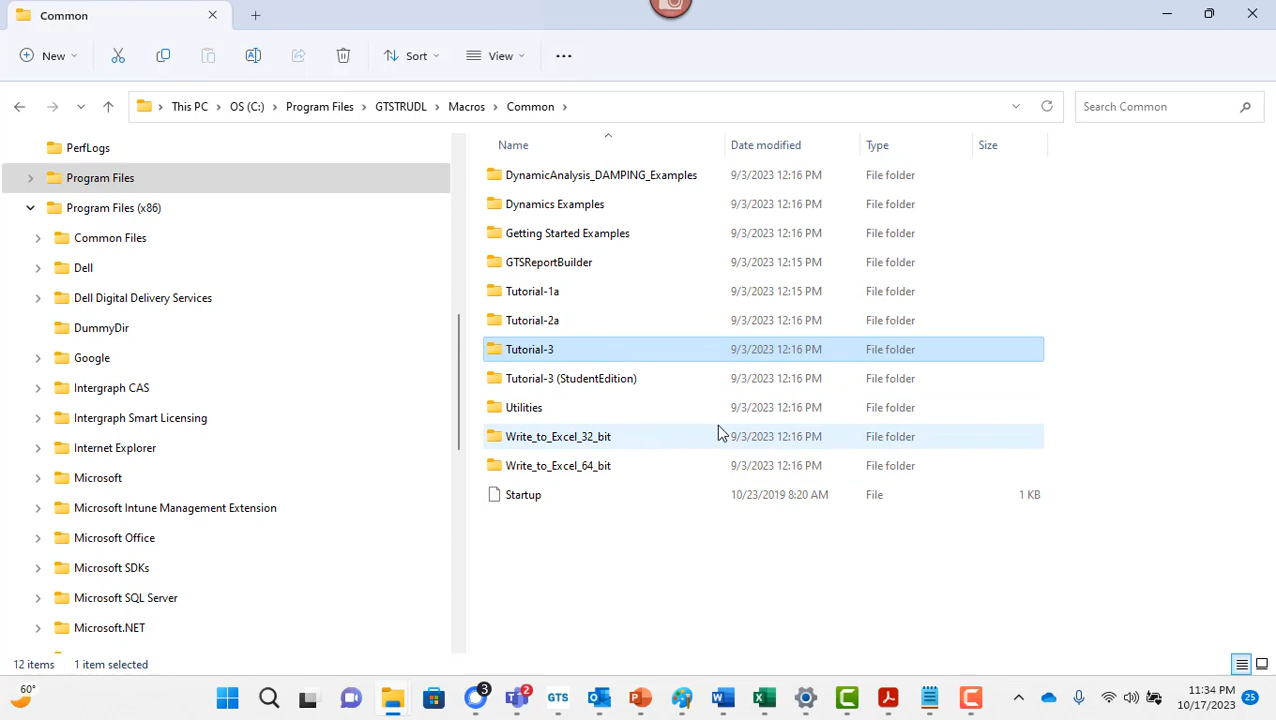 Common
New
Sort
View
This PC
OS (C:)
Program Files
GTSTRUDL
Macros
Common
Search Common
PerfLogs
Program Files
Program Files (x86)
Common Files
Dell
Dell Digital Delivery Services
DummyDir
Google
Intergraph CAS
Intergraph Smart Licensing
Internet Explorer
Microsoft
Microsoft Intune Management Extension
Microsoft Office
Microsoft SDKs
Microsoft SQL Server
Microsoft.NET
Name Date modified Type Size
DynamicAnalysis_DAMPING_Examples 9/3/2023 12:16 PM File folder
Dynamics Examples 9/3/2023 12:16 PM File folder
Getting Started Examples 9/3/2023 12:16 PM File folder
GTSReportBuilder 9/3/2023 12:15 PM File folder
Tutorial-1a 9/3/2023 12:15 PM File folder
Tutorial-2a 9/3/2023 12:16 PM File folder
Tutorial-3 9/3/2023 12:16 PM File folder
Tutorial-3 (StudentEdition) 9/3/2023 12:16 PM File folder
Utilities 9/3/2023 12:16 PM File folder
Write_to_Excel_32_bit 9/3/2023 12:16 PM File folder
Write_to_Excel_64_bit 9/3/2023 12:16 PM File folder
Startup 10/23/2019 8:20 AM File 1 KB
12 items 1 item selected
60°
3
2
GTS
11:34 PM
10/17/2023
25